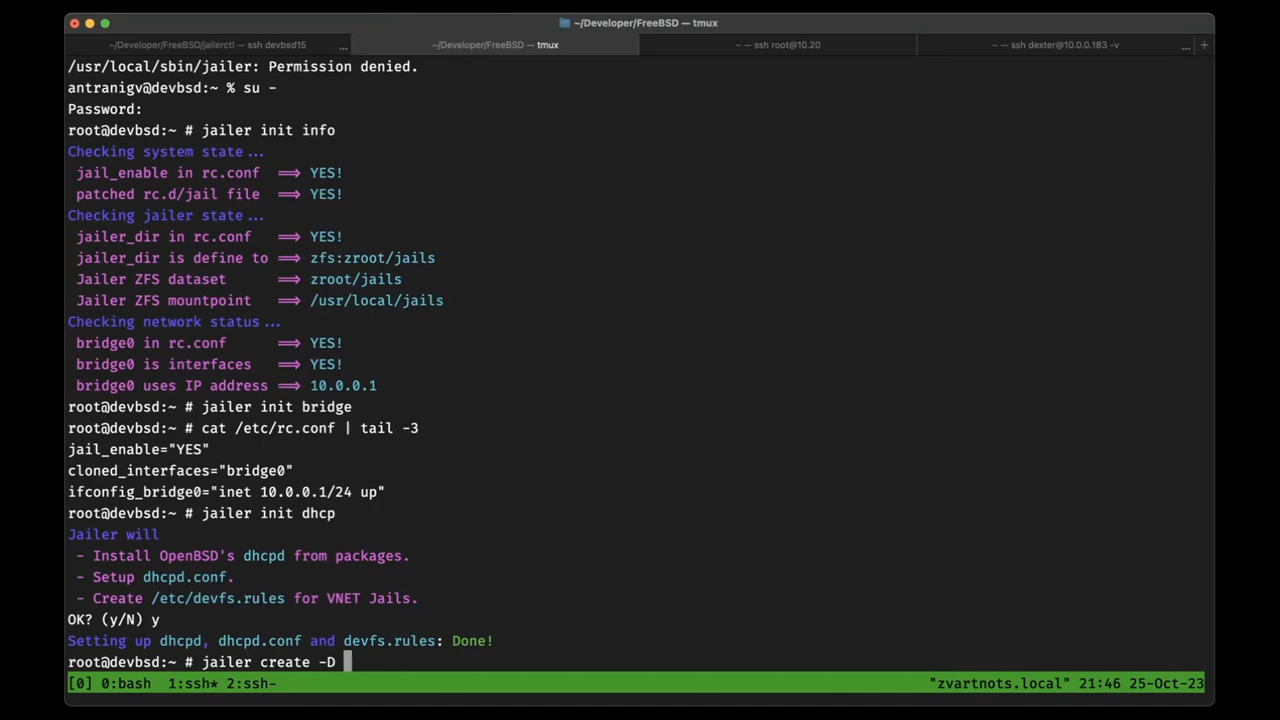 ~/Developer/FreeBSD — tmux
~/Developer/FreeBSD/jailerctl — ssh devbsd15 ...
~/Developer/FreeBSD — tmux
~ — ssh root@10.20
~ — ssh dexter@10.0.0.183 -v ... +
/usr/local/sbin/jailer: Permission denied.
antranigv@devbsd:~ % su -
Password:
root@devbsd:~ # jailer init info
Checking system state...
jail_enable in rc.conf ==> YES!
patched rc.d/jail file ==> YES!
Checking jailer state...
jailer_dir in rc.conf ==> YES!
jailer_dir is define to ==> zfs:zroot/jails
Jailer ZFS dataset ==> zroot/jails
Jailer ZFS mountpoint ==> /usr/local/jails
Checking network status...
bridge0 in rc.conf ==> YES!
bridge0 is interfaces ==> YES!
bridge0 uses IP address ==> 10.0.0.1
root@devbsd:~ # jailer init bridge
root@devbsd:~ # cat /etc/rc.conf | tail -3
jail_enable="YES"
cloned_interfaces="bridge0"
ifconfig_bridge0="inet 10.0.0.1/24 up"
root@devbsd:~ # jailer init dhcp
Jailer will
- Install OpenBSD's dhcpd from packages.
- Setup dhcpd.conf.
- Create /etc/devfs.rules for VNET Jails.
OK? (y/N) y
Setting up dhcpd, dhcpd.conf and devfs.rules: Done!
root@devbsd:~ # jailer create -D
[0] 0:bash 1:ssh* 2:ssh- "zvartnots.local" 21:46 25-Oct-23